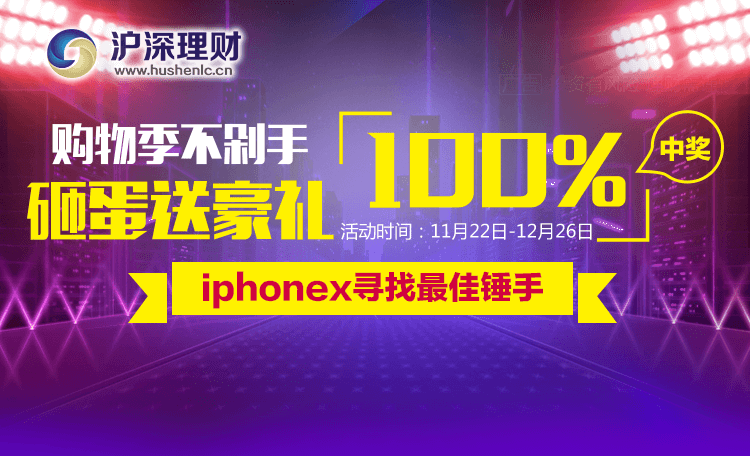 沪深理财
www.hushenlc.cn
购物季不剁手
砸蛋送豪礼
「100%」
中奖
活动时间：11月22日-12月26日
iphonex寻找最佳锤手